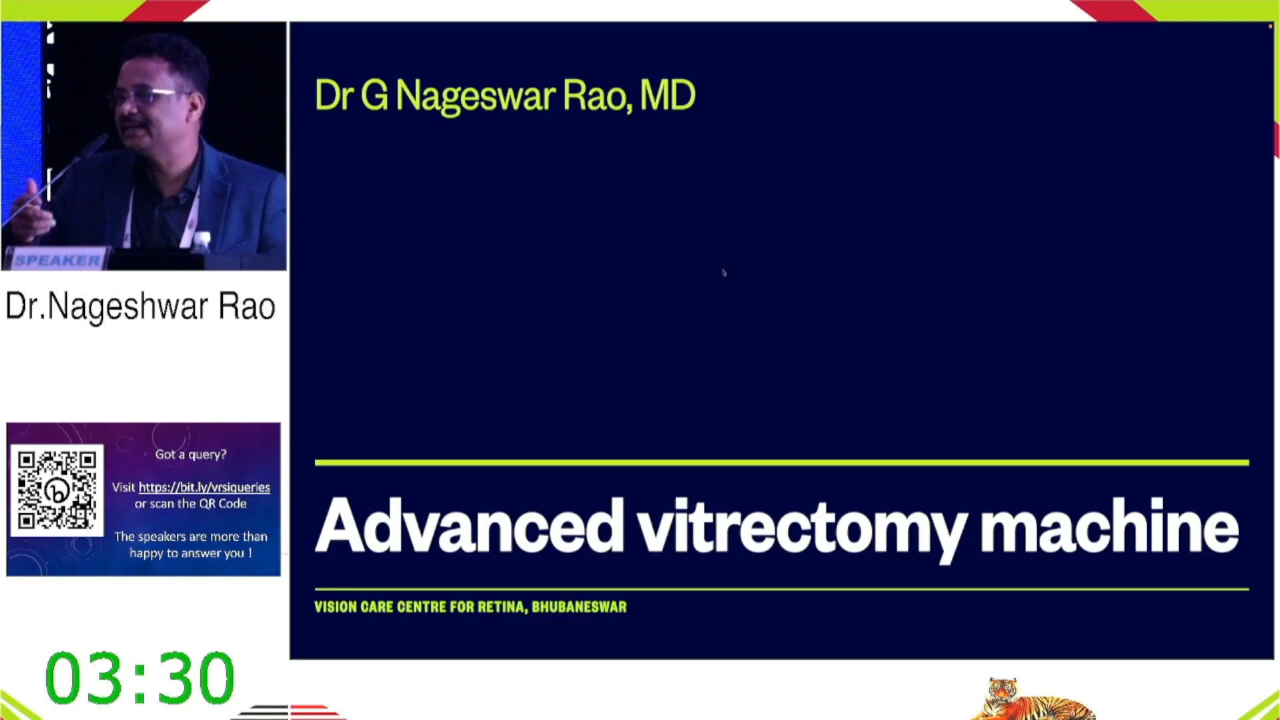 Dr G Nageswar Rao, MD
SPEAKER
Dr.Nageshwar Rao
Got a query?
Visit https://bit.ly/vrsiqueries
or scan the QR Code
The speakers are more than
happy to answer you !
Advanced vitrectomy machine
VISION CARE CENTRE FOR RETINA, BHUBANESWAR
03:30